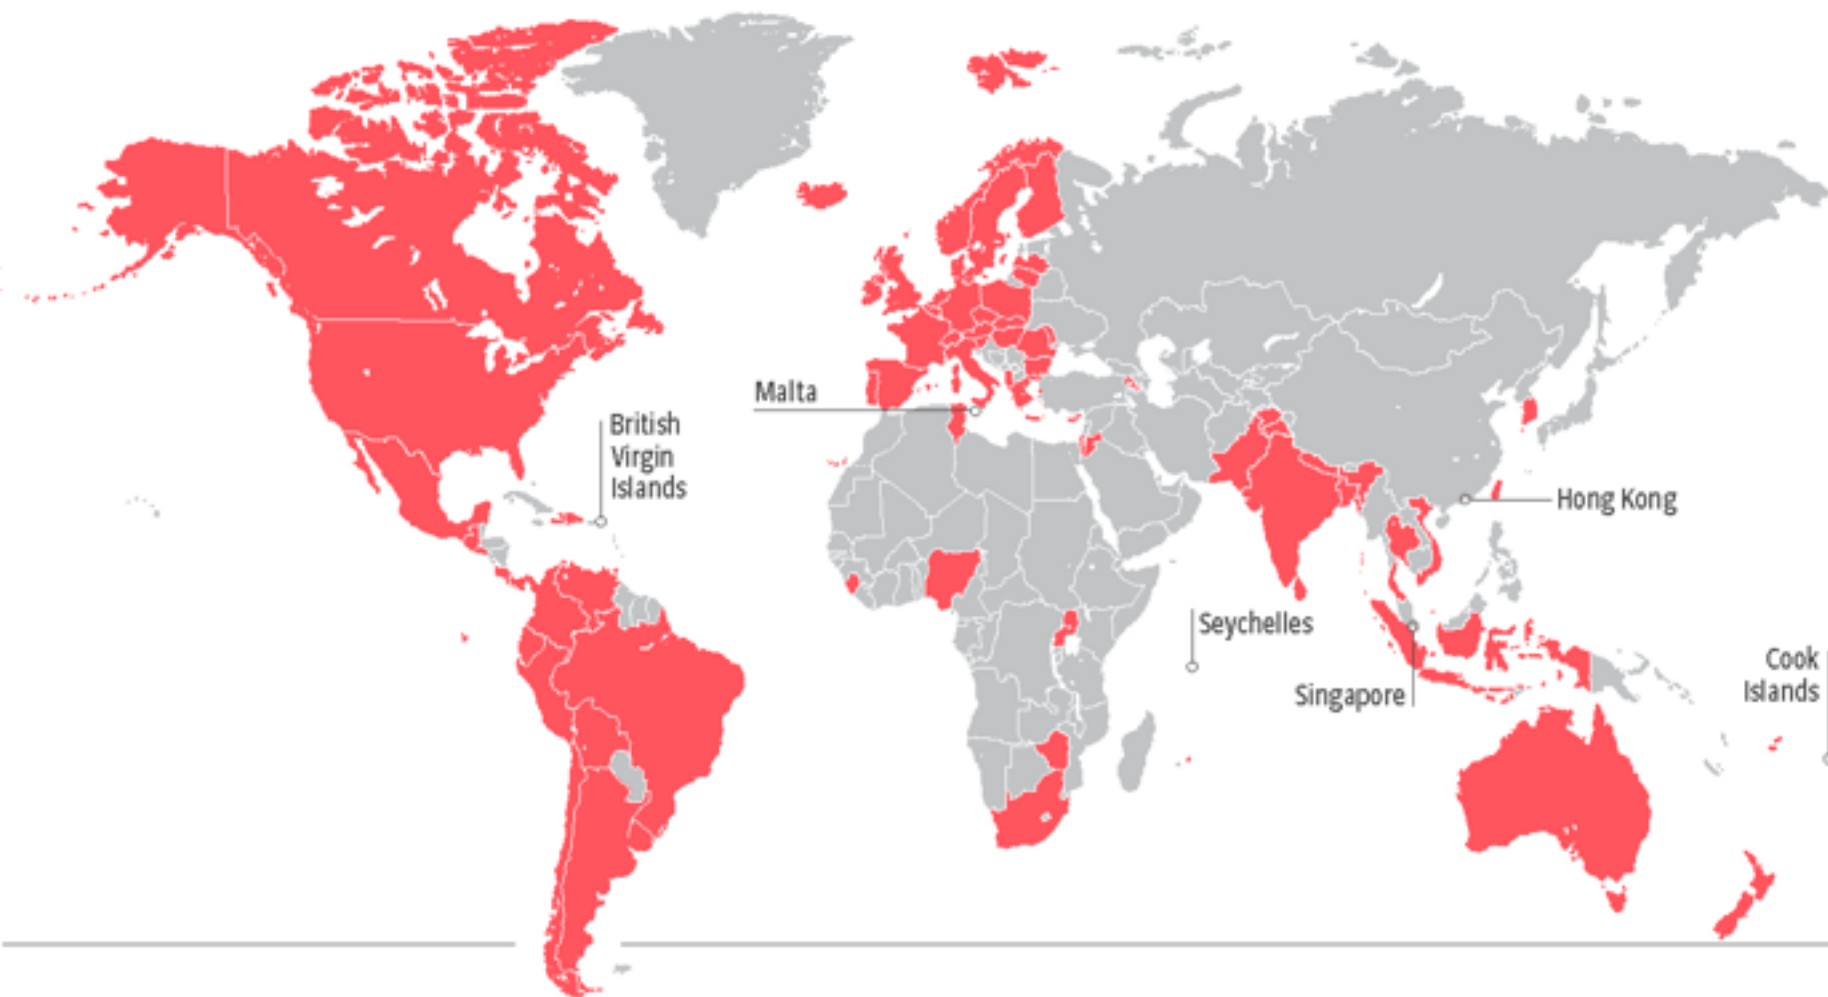 British
Virgin
Islands
Malta
Hong Kong
Seychelles
Singapore
Cook
Islands